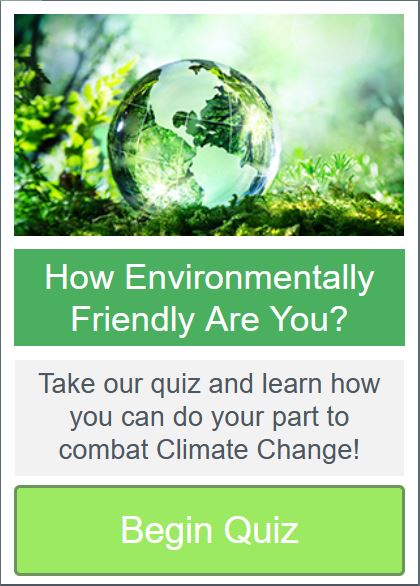 How Environmentally
Friendly Are You?
Take our quiz and learn how
you can do your part to
combat Climate Change!
Begin Quiz